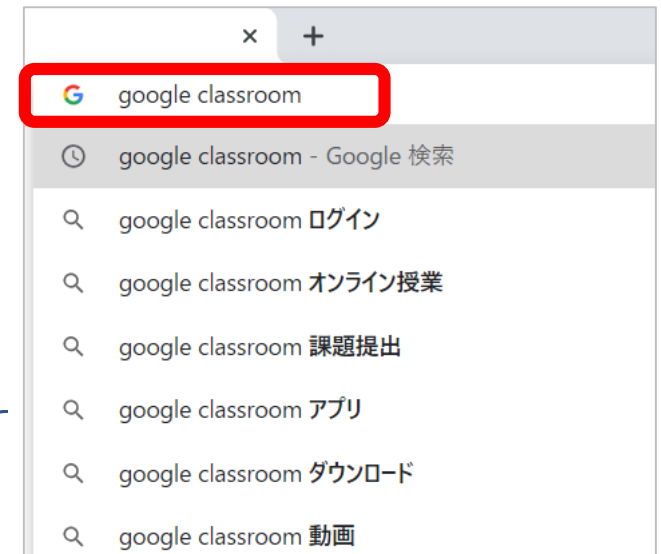 google classroom
google classroom - Google 検索
google classroom ログイン
google classroom オンライン授業
google classroom 課題提出
google classroom アプリ
google classroom ダウンロード
google classroom 動画